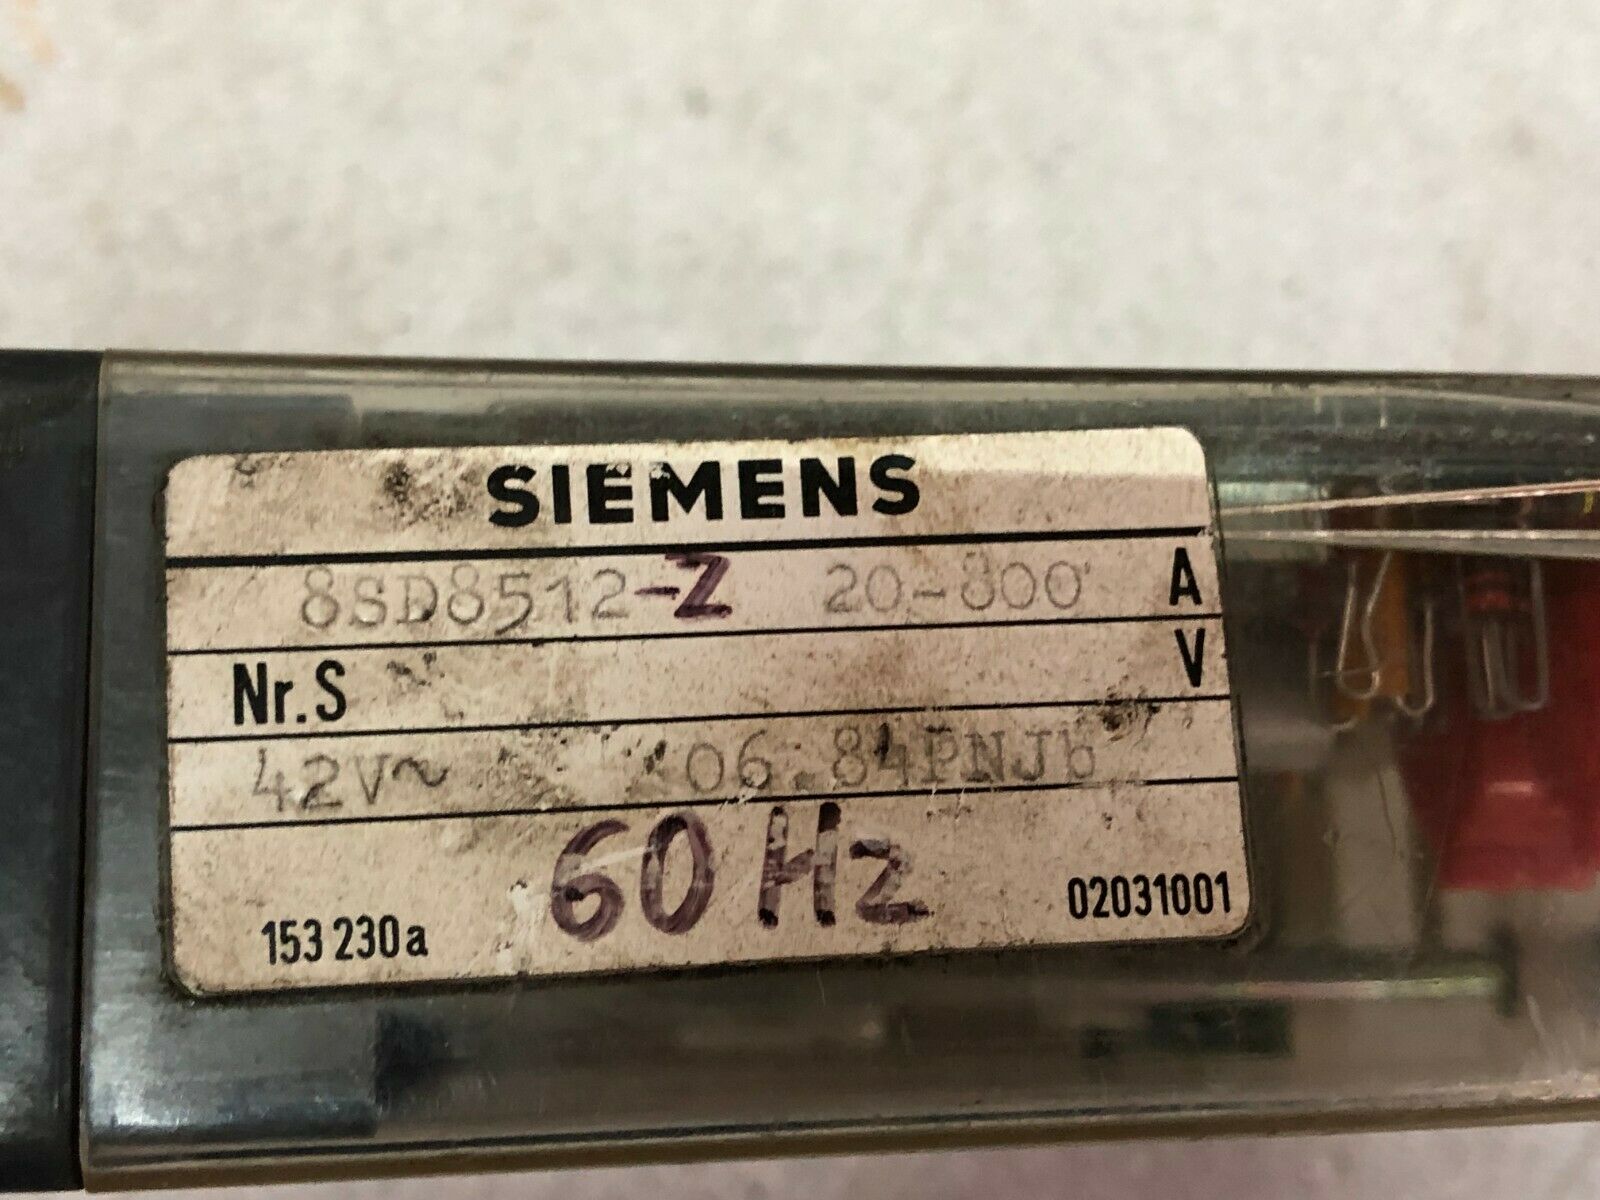 SIEMENS
8SD8512-Z 20-800 A
Nr.S V
42V~ 06.84PNJb
60 Hz
153 230a 02031001